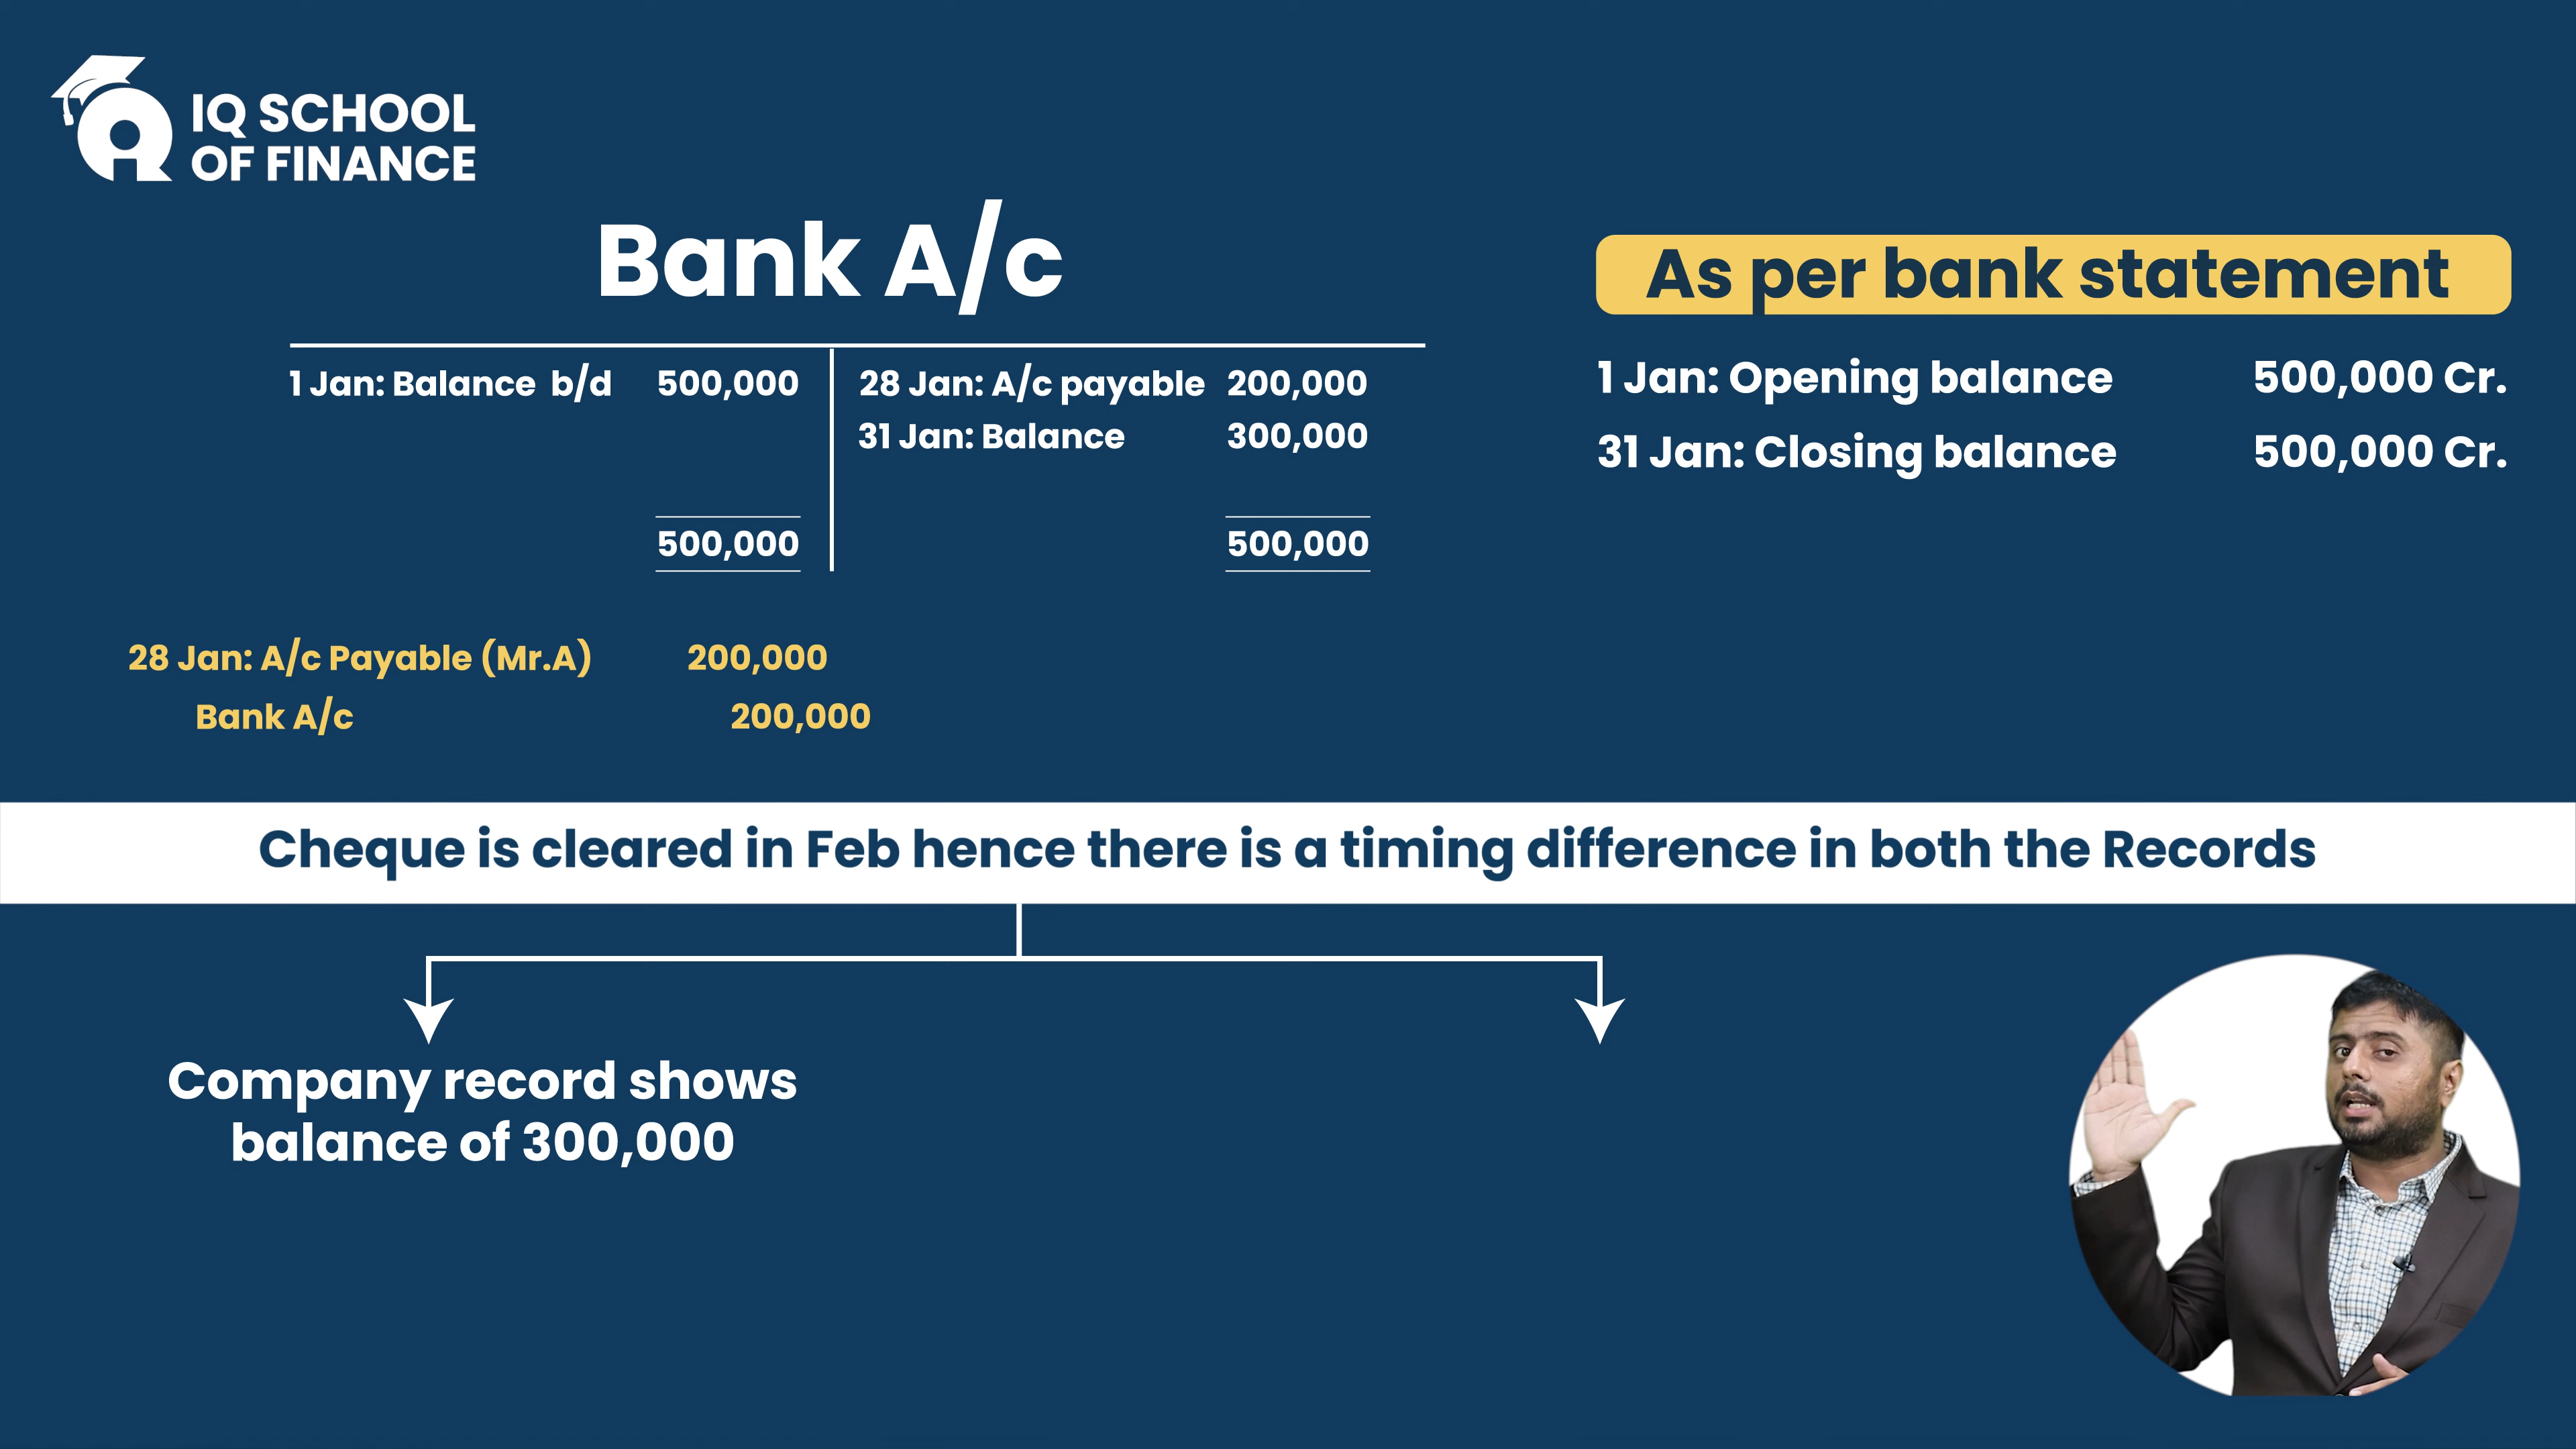 IQ SCHOOL
OF FINANCE
Bank A/c
1 Jan: Balance b/d 500,000 28 Jan: A/c payable 200,000
31 Jan: Balance 300,000
500,000 500,000
As per bank statement
1 Jan: Opening balance 500,000 Cr.
31 Jan: Closing balance 500,000 Cr.
28 Jan: A/c Payable (Mr.A) 200,000
Bank A/c 200,000
Cheque is cleared in Feb hence there is a timing difference in both the Records
Company record shows
balance of 300,000